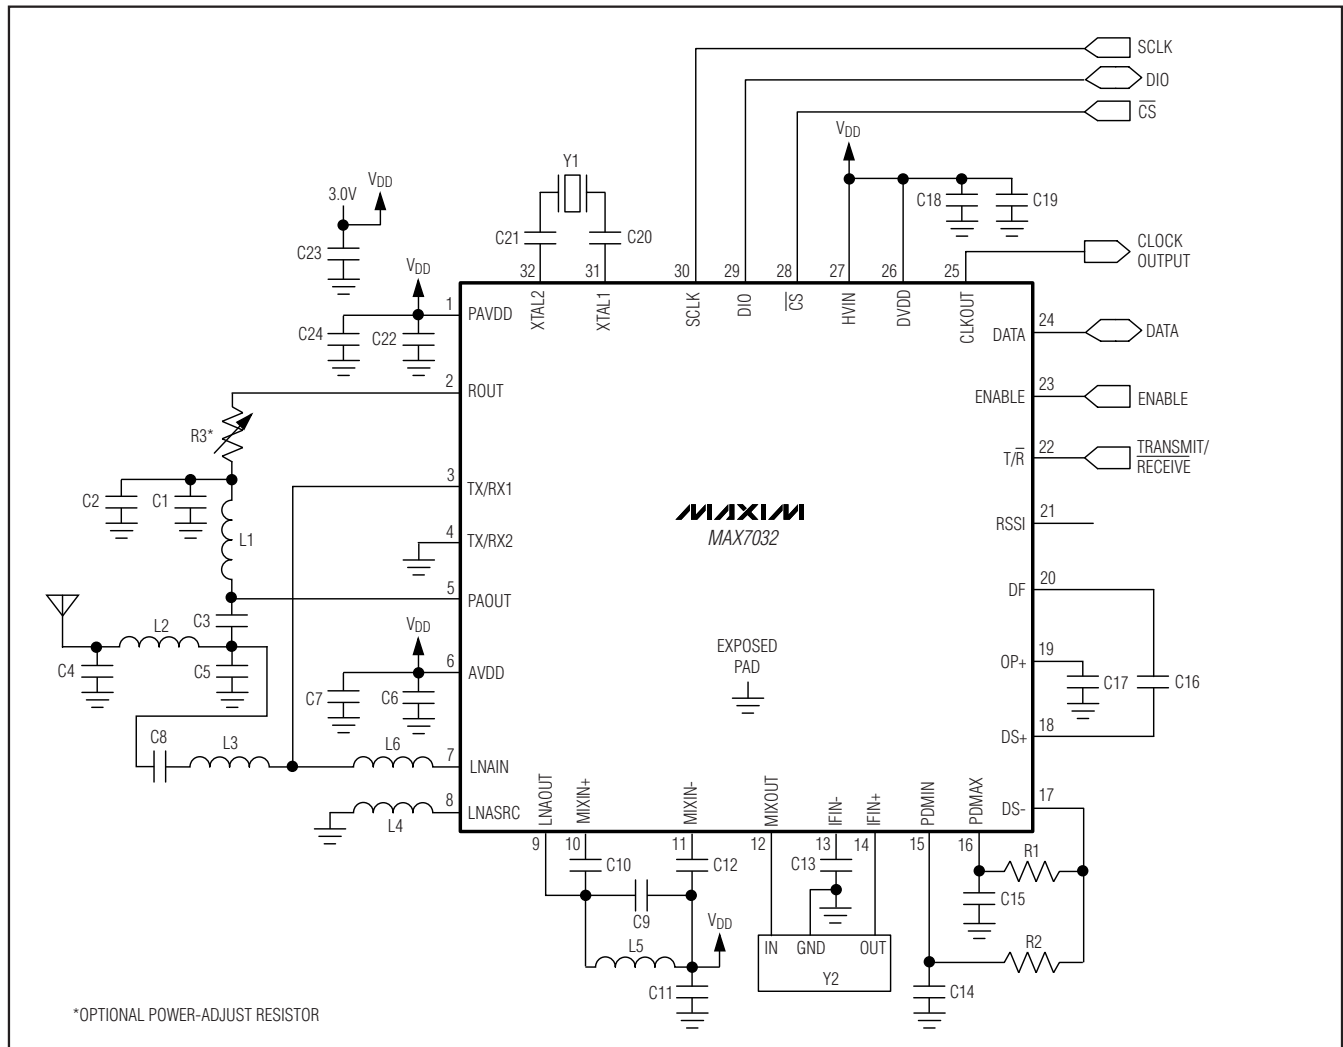 SCLK
DIO
CS
VDD
Y1
3.0V
VDD
C18
C19
C21
C20
CLOCK
OUTPUT
C23
VDD
32
31
30
29
28
27
26
25
1
PAVDD
XTAL2
XTAL1
SCLK
DIO
CS
HVIN
DVDD
CLKOUT
C24
C22
DATA
24
DATA
2
ROUT
ENABLE
23
ENABLE
R3*
T/R
22
TRANSMIT/
RECEIVE
3
TX/RX1
C2
C1
MAXIM
MAX7032
RSSI
21
L1
4
TX/RX2
5
PAOUT
DF
20
C3
L2
VDD
EXPOSED
PAD
OP+
19
C4
C5
6
AVDD
C17
C16
C7
C6
DS+
18
C8
L3
L6
7
LNAIN
8
LNASRC
L4
LNAOUT
MIXIN+
MIXIN-
MIXOUT
IFIN-
IFIN+
PDMIN
PDMAX
DS-
17
9
10
11
12
13
14
15
16
C10
C12
C13
R1
C9
C15
VDD
L5
IN
GND
OUT
R2
Y2
C11
C14
*OPTIONAL POWER-ADJUST RESISTOR